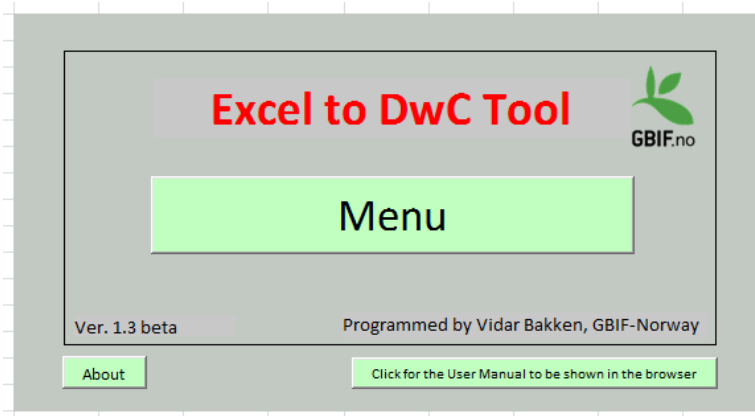 Excel to DwC Tool
GBIF.no
Menu
Ver. 1.3 beta
Programmed by Vidar Bakken, GBIF-Norway
About
Click for the User Manual to be shown in the browser